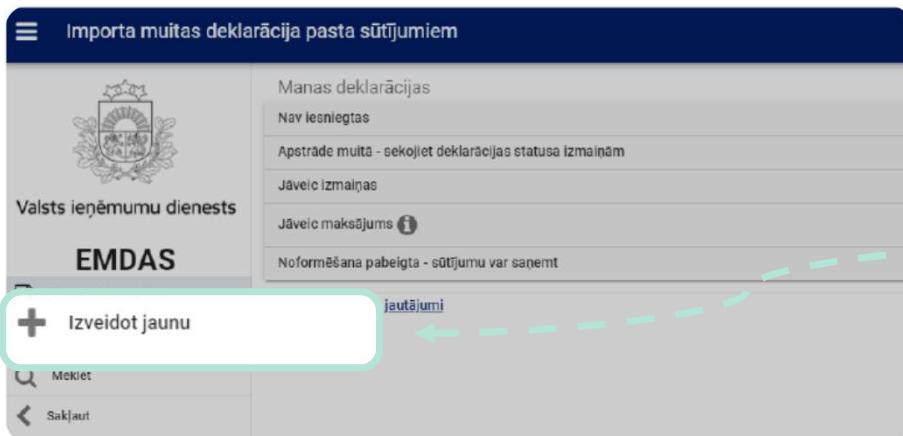 Importa muitas deklarācija pasta sūtījumiem
Valsts ieņēmumu dienests
EMDAS
Izveidot jaunu
Meklēt
Sakļaut
Manas deklarācijas
Nav iesniegtas
Apstrāde muitā - sekojiet deklarācijas statusa izmaiņām
Jāveic izmaiņas
Jāveic maksājums
Noformēšana pabeigta - sūtījumu var saņemt
jautājumi